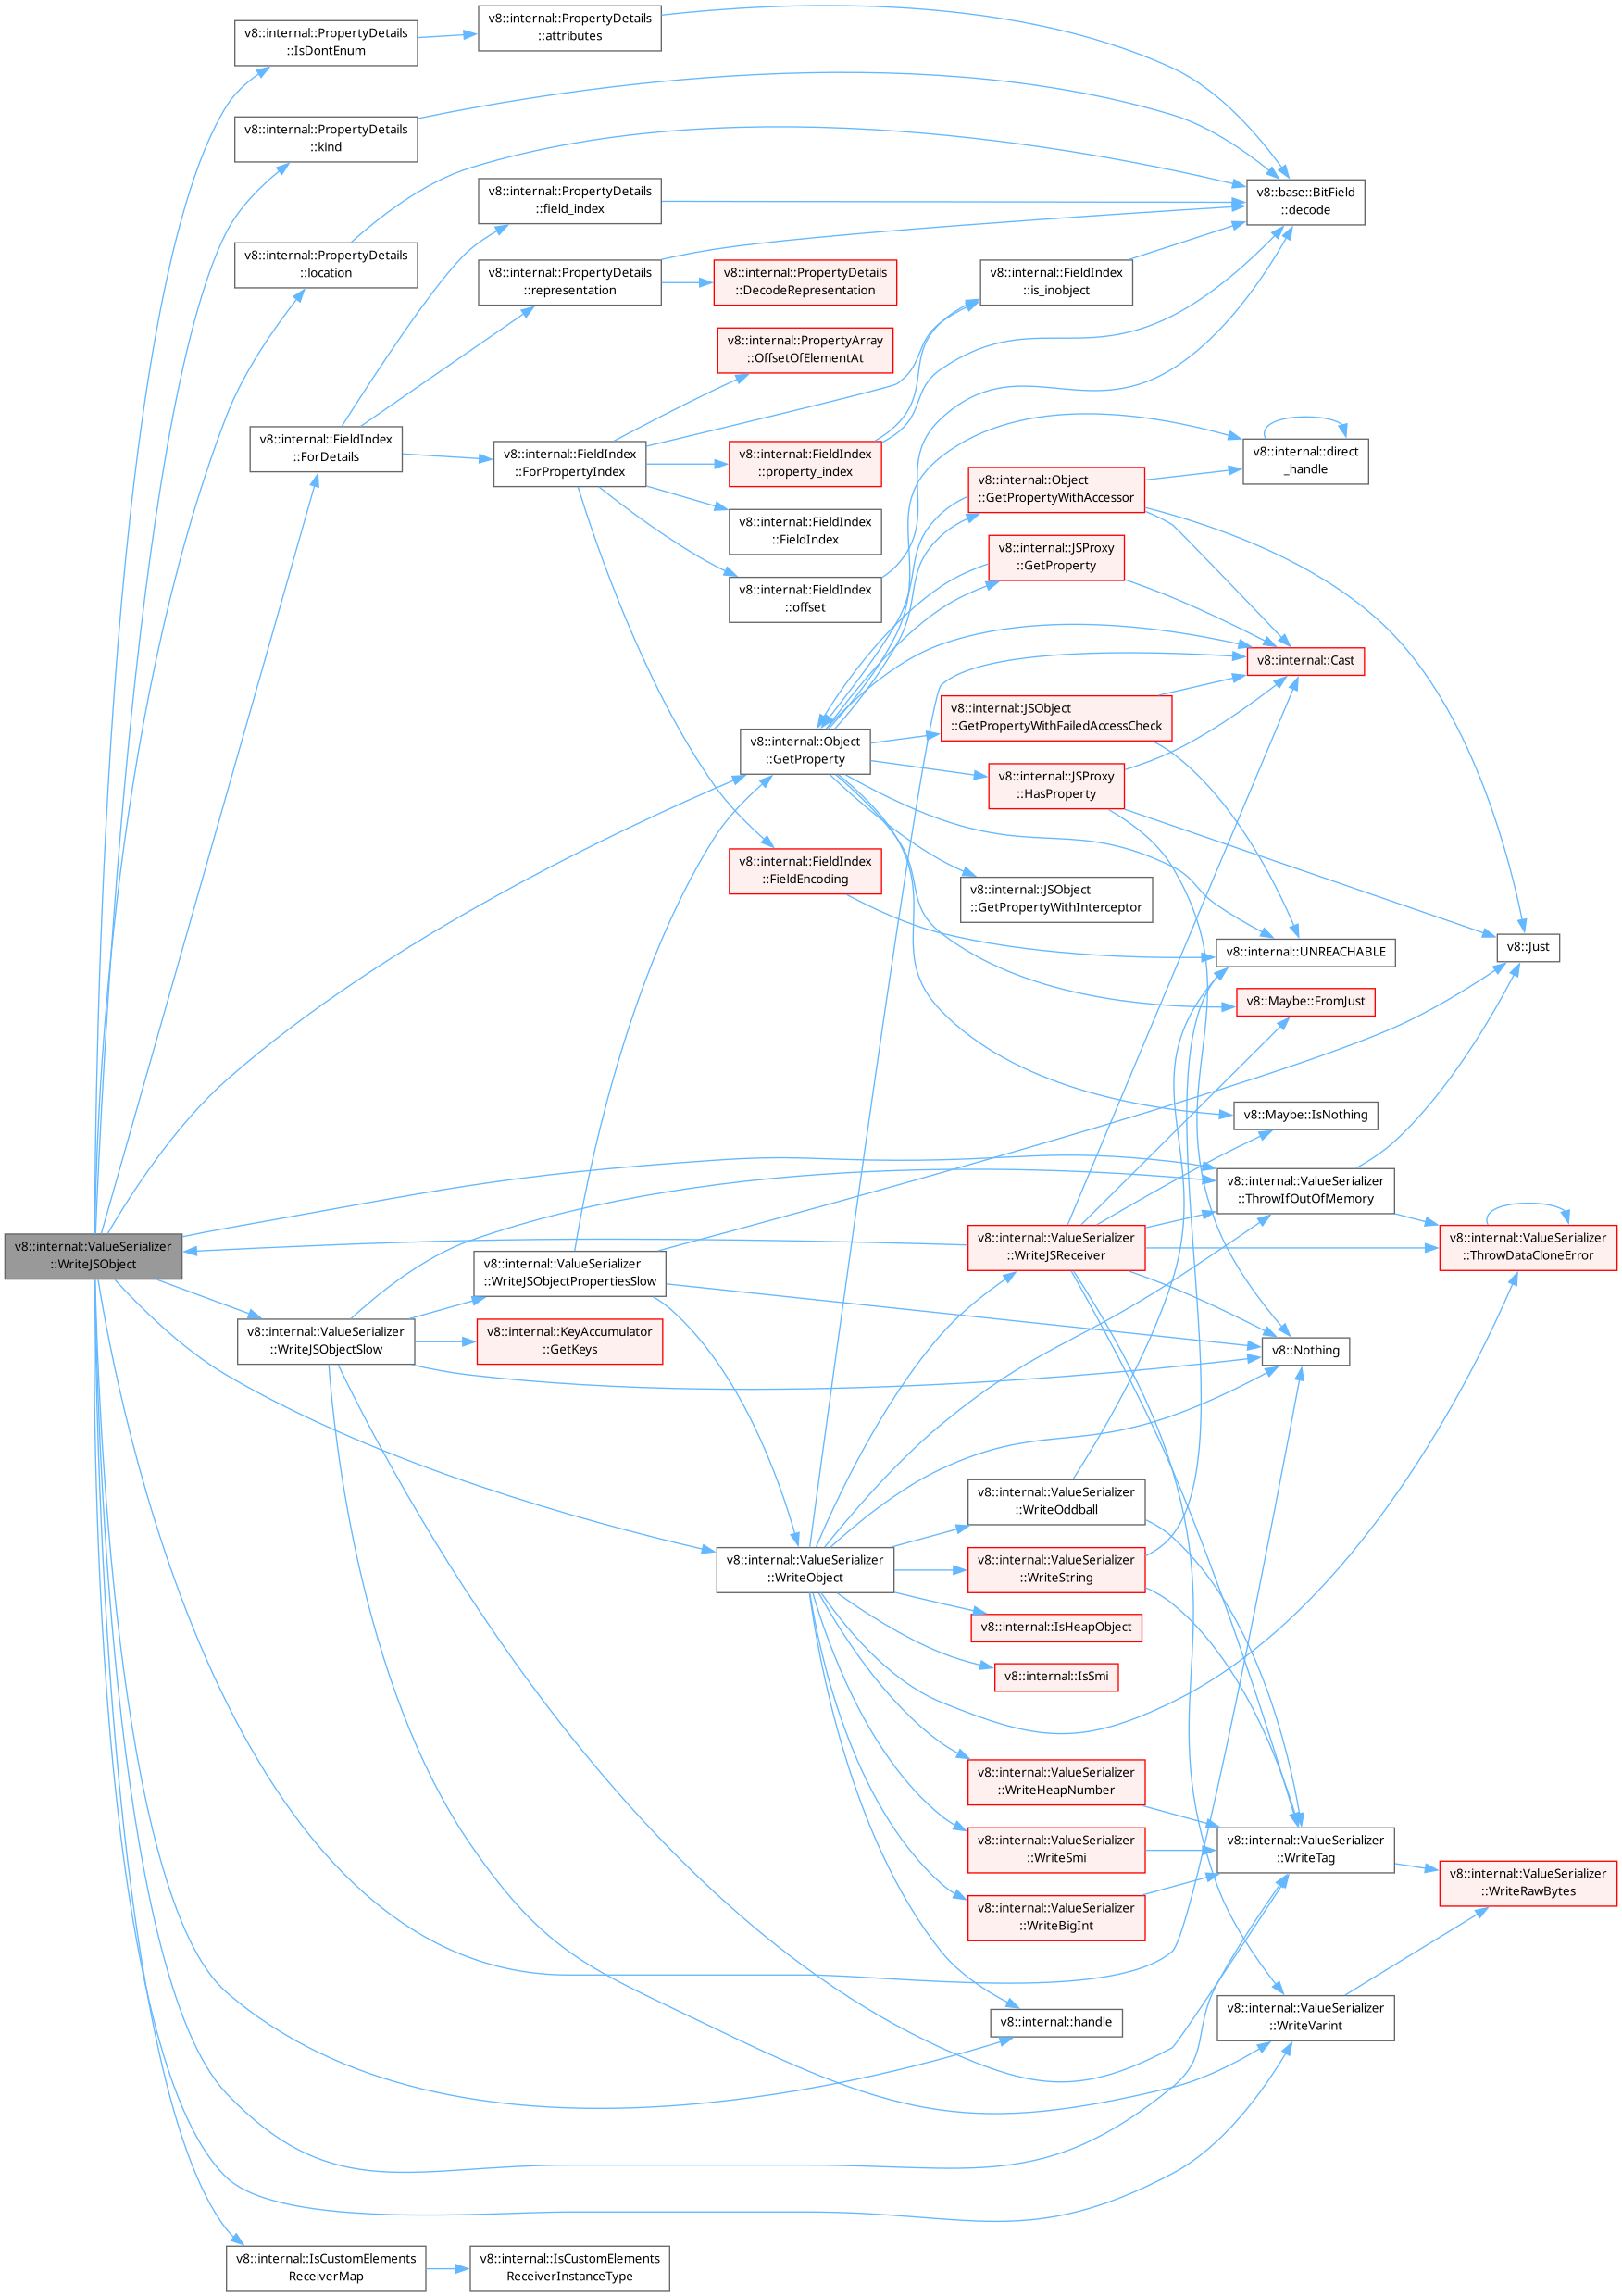 v8::internal::PropertyDetails
::attributes
v8::internal::PropertyDetails
::IsDontEnum
v8::internal::PropertyDetails
::kind
v8::internal::PropertyDetails
::field_index
v8::base::BitField
::decode
v8::internal::PropertyDetails
::location
v8::internal::PropertyDetails
::representation
v8::internal::PropertyDetails
::DecodeRepresentation
v8::internal::FieldIndex
::is_inobject
v8::internal::PropertyArray
::OffsetOfElementAt
v8::internal::FieldIndex
::ForDetails
v8::internal::FieldIndex
::ForPropertyIndex
v8::internal::FieldIndex
::property_index
v8::internal::direct
_handle
v8::internal::Object
::GetPropertyWithAccessor
v8::internal::FieldIndex
::FieldIndex
v8::internal::JSProxy
::GetProperty
v8::internal::FieldIndex
::offset
v8::internal::Cast
v8::internal::JSObject
::GetPropertyWithFailedAccessCheck
v8::internal::Object
::GetProperty
v8::internal::JSProxy
::HasProperty
v8::internal::FieldIndex
::FieldEncoding
v8::internal::JSObject
::GetPropertyWithInterceptor
v8::internal::UNREACHABLE
v8::Just
v8::Maybe::FromJust
v8::Maybe::IsNothing
v8::internal::ValueSerializer
::ThrowIfOutOfMemory
v8::internal::ValueSerializer
::WriteJSObject
v8::internal::ValueSerializer
::WriteJSObjectPropertiesSlow
v8::internal::ValueSerializer
::WriteJSReceiver
v8::internal::ValueSerializer
::ThrowDataCloneError
v8::internal::ValueSerializer
::WriteJSObjectSlow
v8::internal::KeyAccumulator
::GetKeys
v8::Nothing
v8::internal::ValueSerializer
::WriteOddball
v8::internal::ValueSerializer
::WriteObject
v8::internal::ValueSerializer
::WriteString
v8::internal::IsHeapObject
v8::internal::IsSmi
v8::internal::ValueSerializer
::WriteHeapNumber
v8::internal::ValueSerializer
::WriteSmi
v8::internal::ValueSerializer
::WriteTag
v8::internal::ValueSerializer
::WriteRawBytes
v8::internal::ValueSerializer
::WriteBigInt
v8::internal::handle
v8::internal::ValueSerializer
::WriteVarint
v8::internal::IsCustomElements
ReceiverMap
v8::internal::IsCustomElements
ReceiverInstanceType